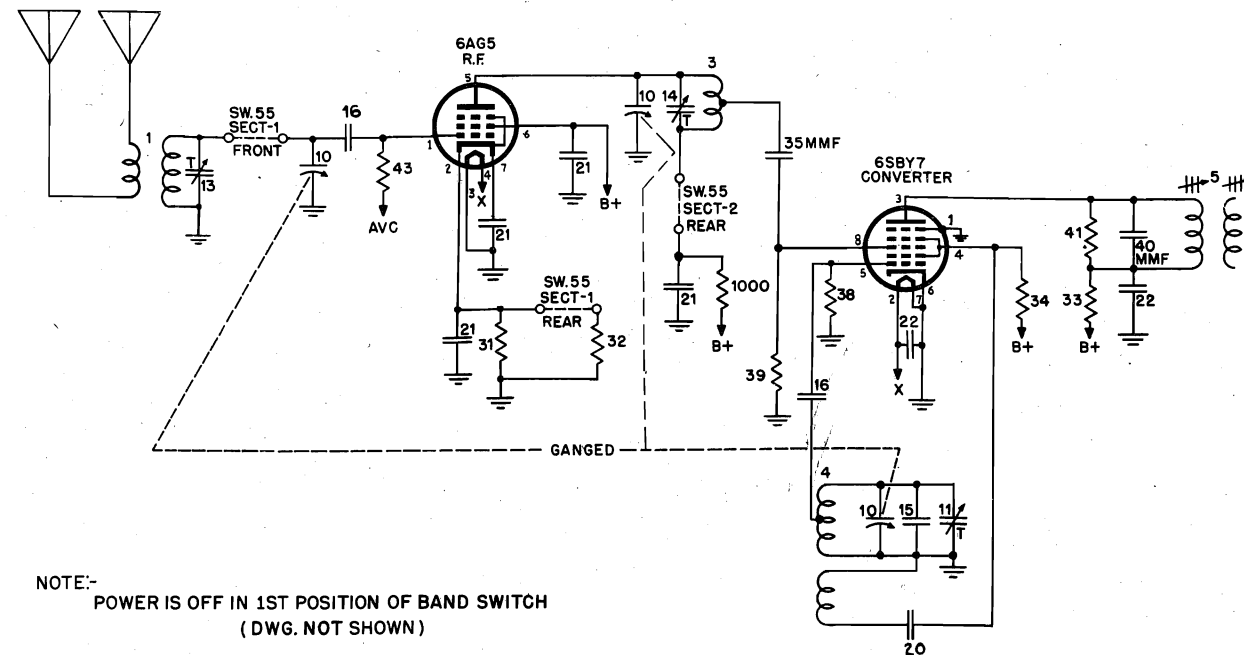 6AG5
R.F.
5
3
1
SW.55
SECT-1
FRONT
16
10
14
T
35MMF
6SBY7
CONVERTER
5
T
13
10
43
AVC
1
2
3
4
X
7
6
21
21
B+
SW.55
SECT-2
REAR
3
1
8
5
4
2
7
6
41
40
MMF
33
22
B+
SW.55
SECT-1
REAR
21
31
32
21
1000
B+
38
22
X
34
B+
39
16
GANGED
4
10
15
11
T
20
NOTE:-
POWER IS OFF IN 1ST POSITION OF BAND SWITCH
(DWG. NOT SHOWN)